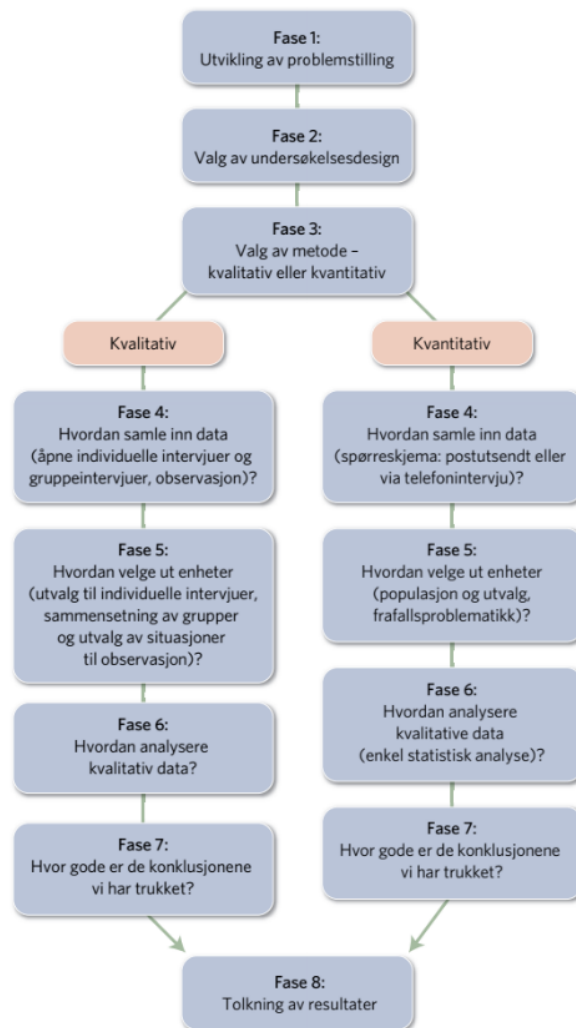 Fase 1:
Utvikling av problemstilling
Fase 2:
Valg av undersøkelsesdesign
Fase 3:
Valg av metode –
kvalitativ eller kvantitativ
Kvalitativ
Fase 4:
Hvordan samle inn data
(åpne individuelle intervjuer og
gruppeintervjuer, observasjon)?
Fase 5:
Hvordan velge ut enheter
(utvalg til individuelle intervjuer,
sammensetning av grupper
og utvalg av situasjoner
til observasjon)?
Fase 6:
Hvordan analysere
kvalitativ data?
Fase 7:
Hvor gode er de konklusjonene
vi har trukket?
Kvantitativ
Fase 4:
Hvordan samle inn data
(spørreskjema: postutsendt eller
via telefonintervju)?
Fase 5:
Hvordan velge ut enheter
(populasjon og utvalg,
frafallsproblematikk)?
Fase 6:
Hvordan analysere
kvalitative data
(enkel statistisk analyse)?
Fase 7:
Hvor gode er de konklusjonene
vi har trukket?
Fase 8:
Tolkning av resultater